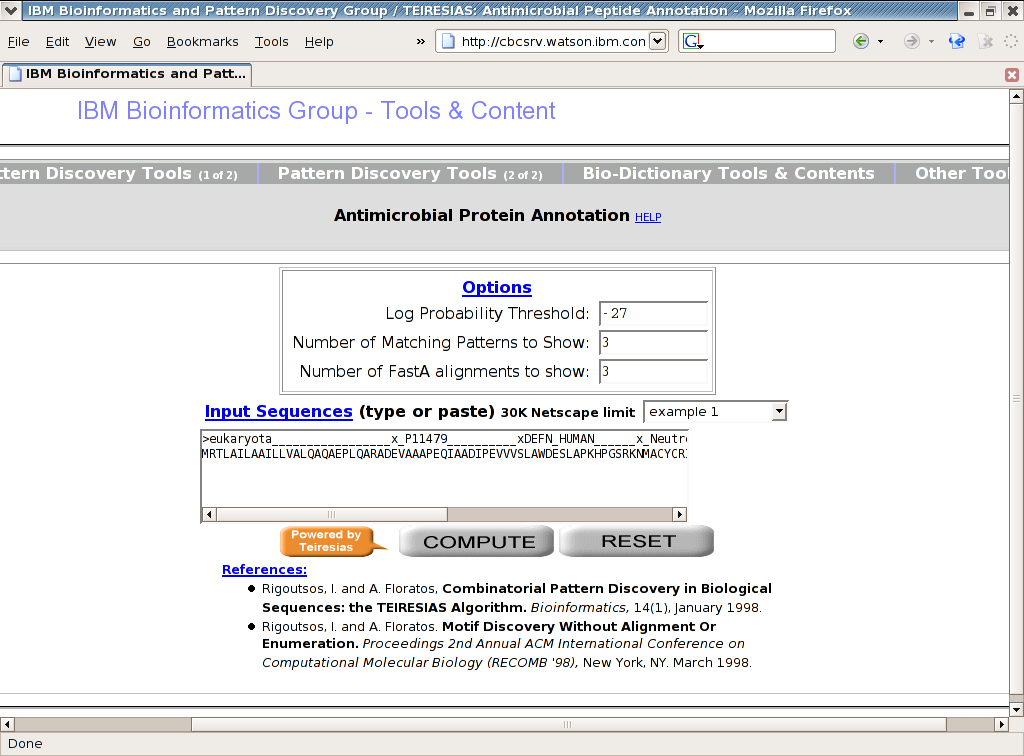 IBM Bioinformatics and Pattern Discovery Group / TEIRESIAS: Antimicrobial Peptide Annotation - Mozilla Firefox
File Edit View Go Bookmarks Tools Help » http://cbcsrv.watson.ibm.con G
IBM Bioinformatics and Patt...
IBM Bioinformatics Group - Tools & Content
ttern Discovery Tools (1 of 2) Pattern Discovery Tools (2 of 2) Bio-Dictionary Tools & Contents Other Tool
Antimicrobial Protein Annotation HELP
Options
Log Probability Threshold: -27
Number of Matching Patterns to Show: 3
Number of FastA alignments to show: 3
Input Sequences (type or paste) 30K Netscape limit example 1
>eukaryota_________________x_P11479__________xDEFN_HUMAN______x_Neutr
MRTLAILAAILLVALQAQAEPLQARADEVAAAPEQIAADIPEVVVSLAWDESLAPKHPGSRKNMACYCR
Powered by
Teiresias
COMPUTE RESET
References:
Rigoutsos, I. and A. Floratos, Combinatorial Pattern Discovery in Biological
Sequences: the TEIRESIAS Algorithm. Bioinformatics, 14(1), January 1998.
Rigoutsos, I. and A. Floratos. Motif Discovery Without Alignment Or
Enumeration. Proceedings 2nd Annual ACM International Conference on
Computational Molecular Biology (RECOMB '98), New York, NY. March 1998.
Done